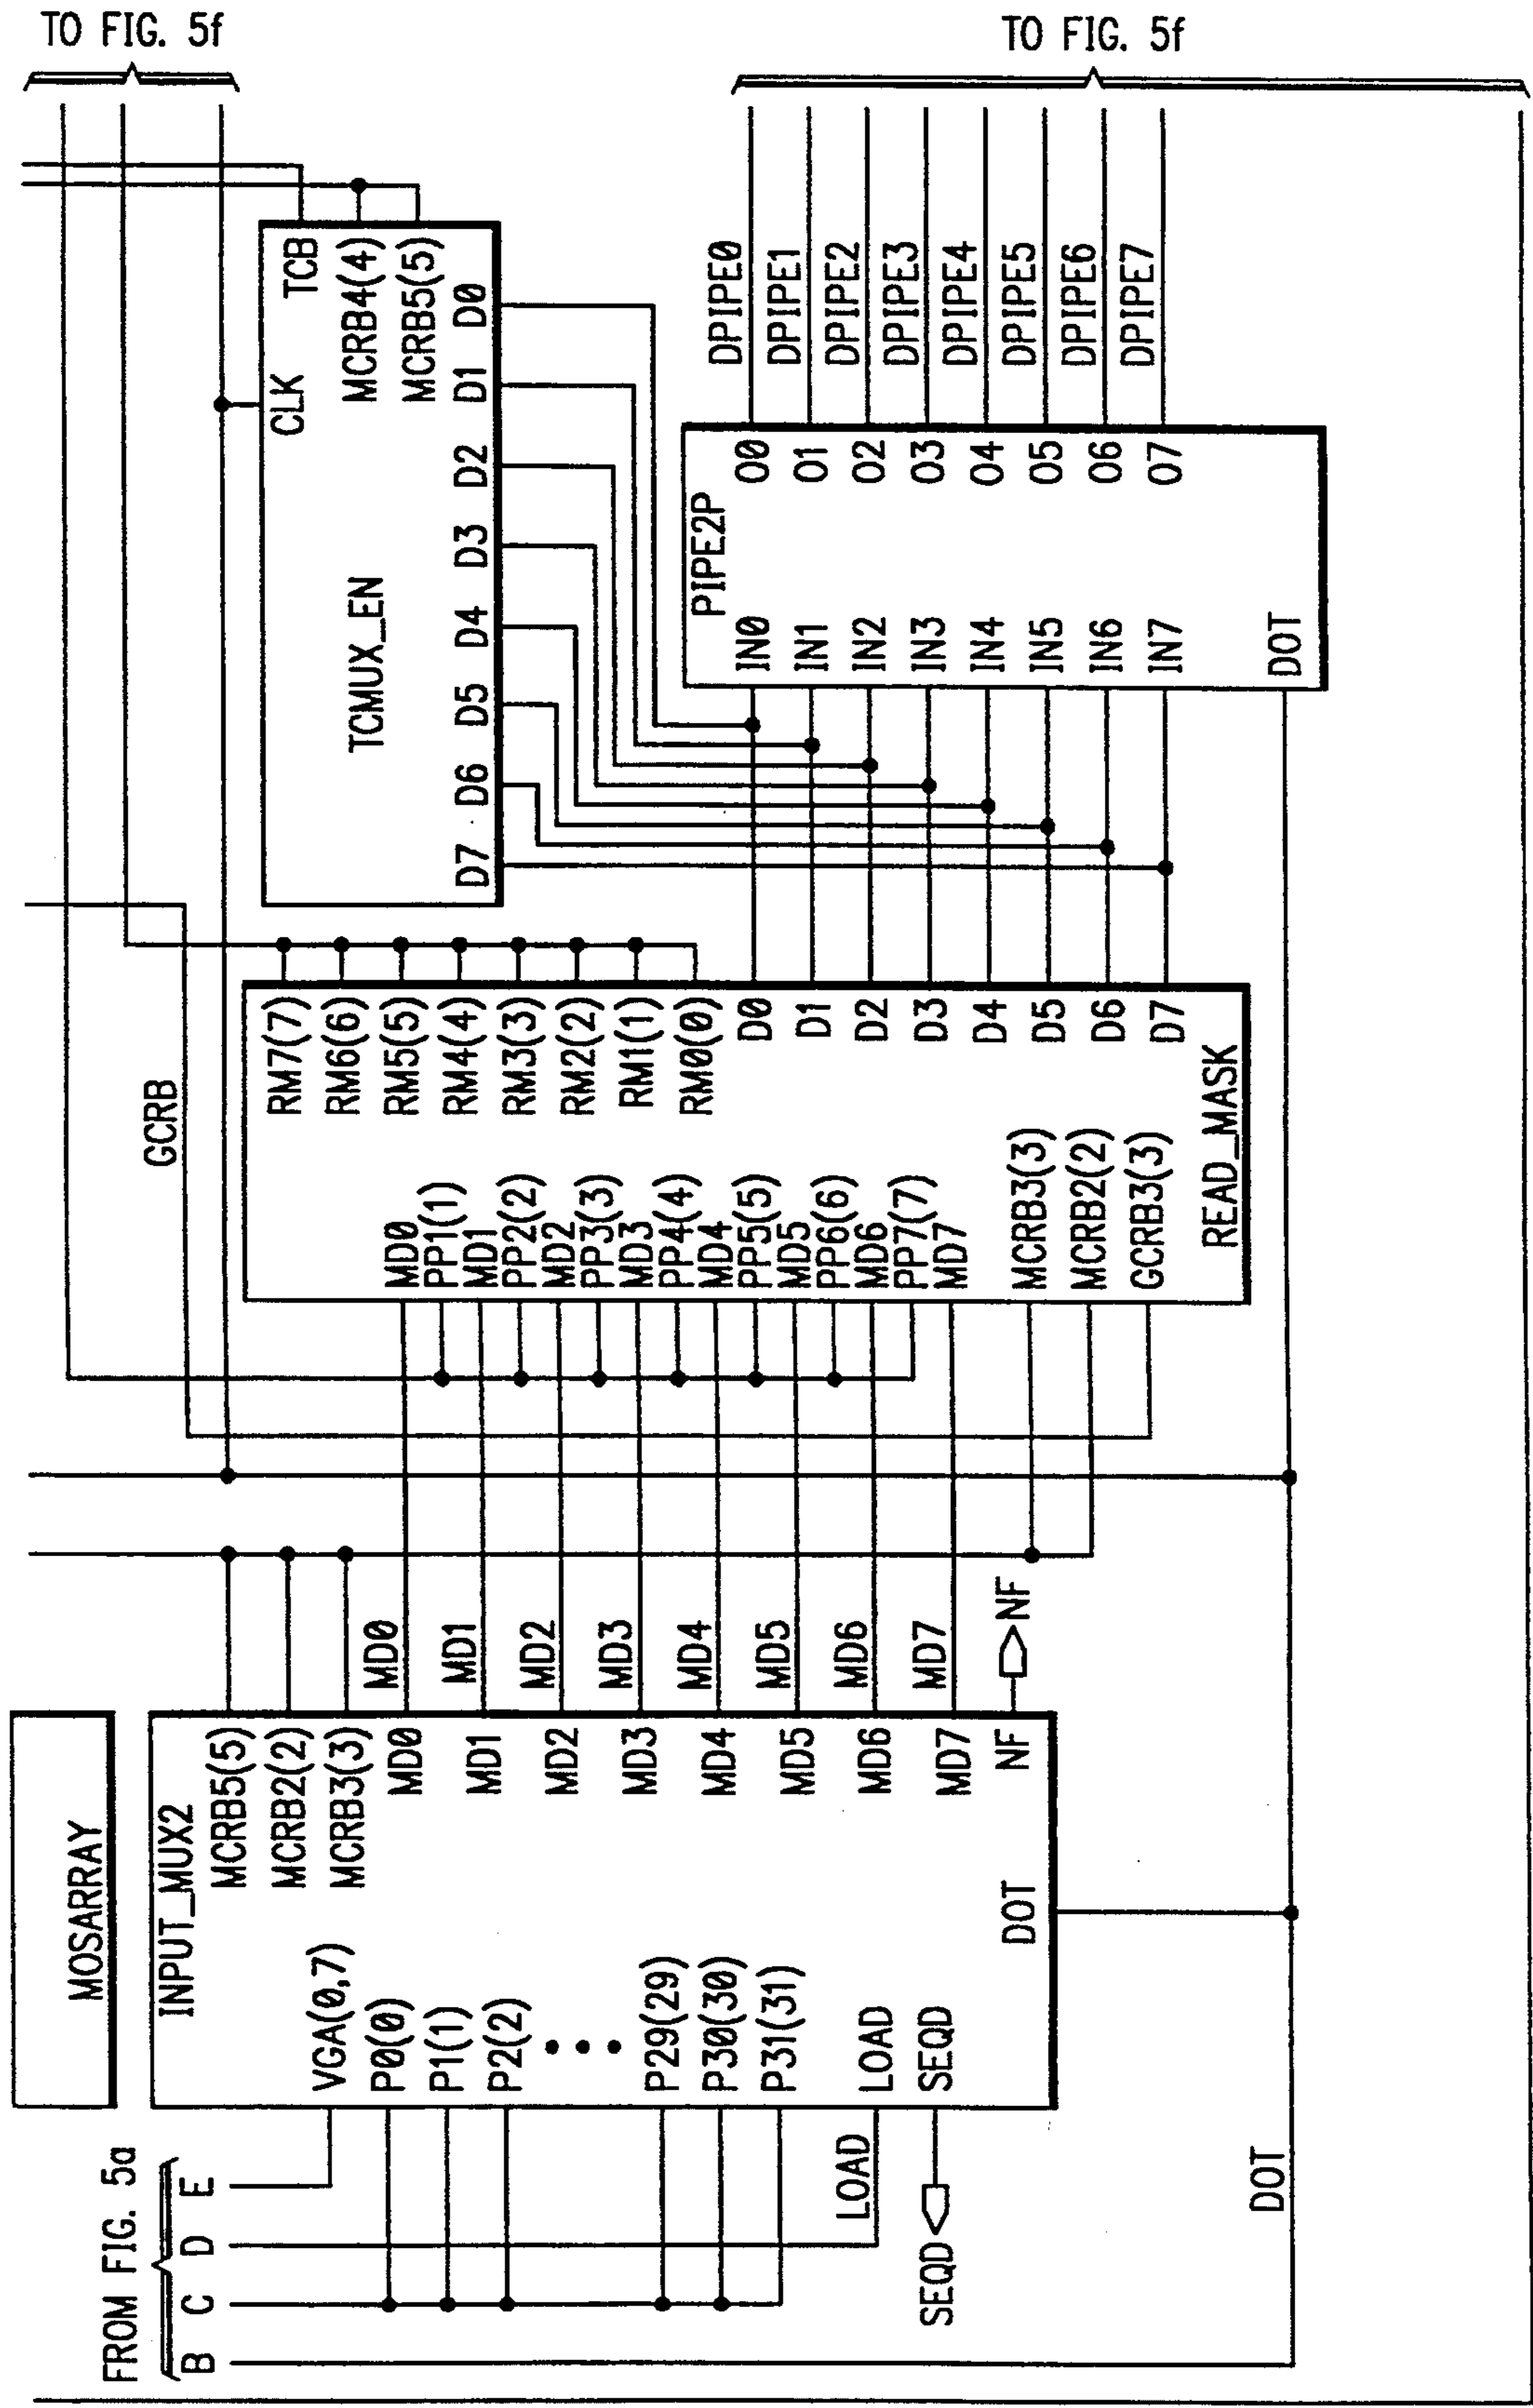 TO FIG. 5f
TO FIG. 5f
TCB
MCRB4(4)
MCRB5(5)
CLK
TCMUX_EN
D0
D1
D2
D3
D4
D5
D6
D7
DPIPE0
DPIPE1
DPIPE2
DPIPE3
DPIPE4
DPIPE5
DPIPE6
DPIPE7
PIPE2P
O0
O1
O2
O3
O4
O5
O6
O7
IN0
IN1
IN2
IN3
IN4
IN5
IN6
IN7
DOT
GCRB
RM7(7)
RM6(6)
RM5(5)
RM4(4)
RM3(3)
RM2(2)
RM1(1)
RM0(0)
D0
D1
D2
D3
D4
D5
D6
D7
MD0
PP1(1)
MD1
PP2(2)
MD2
PP3(3)
MD3
PP4(4)
MD4
PP5(5)
MD5
PP6(6)
MD6
PP7(7)
MD7
MCRB3(3)
MCRB2(2)
GCRB3(3)
READ_MASK
MD0
MD1
MD2
MD3
MD4
MD5
MD6
MD7
NF
MOSARRAY
INPUT_MUX2
MCRB5(5)
MCRB2(2)
MCRB3(3)
MD0
MD1
MD2
MD3
MD4
MD5
MD6
MD7
NF
DOT
VGA(0,7)
P0(0)
P1(1)
P2(2)
• • •
P29(29)
P30(30)
P31(31)
LOAD
SEQD
LOAD
SEQD
DOT
FROM FIG. 5a
B
C
D
E